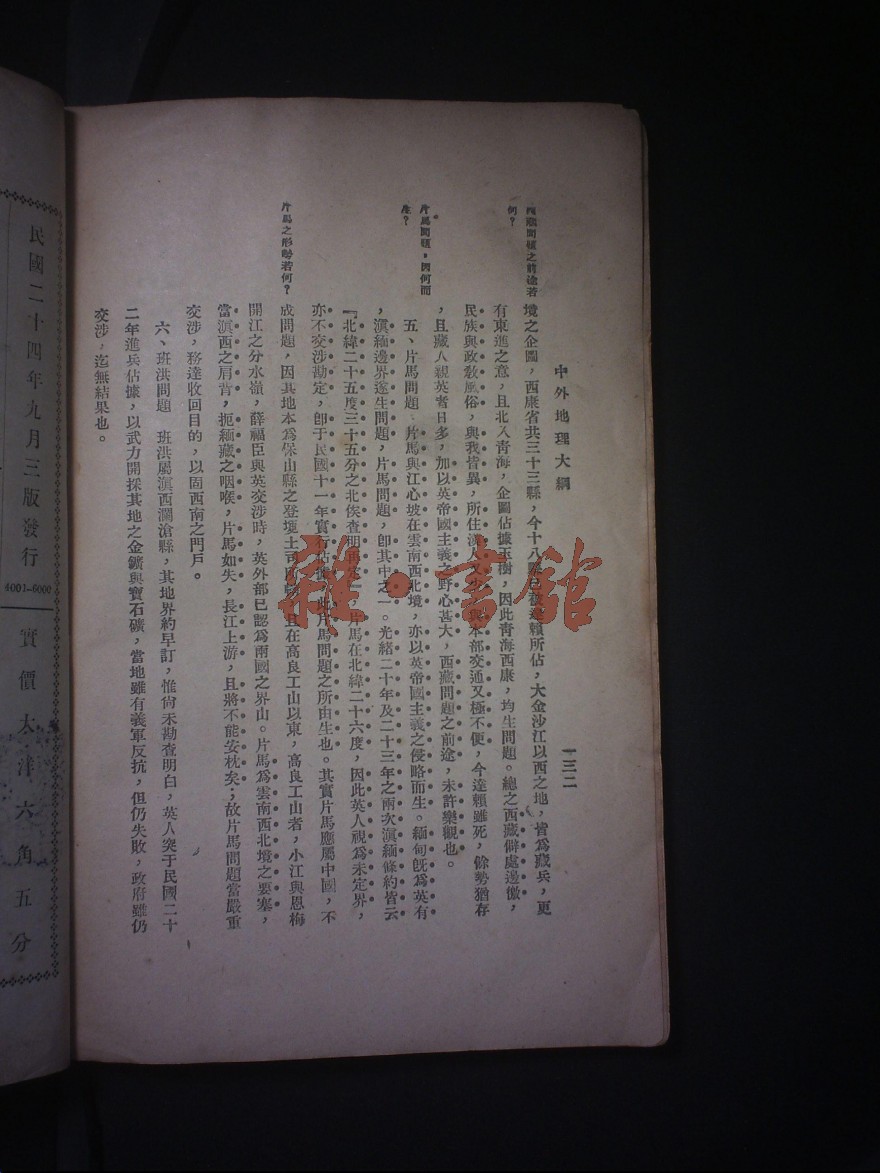 中外地理大綱
一三二
西藏問題之前途若何？
境之企圖，西康省共三十三縣，今十八縣已被達賴所佔，大金沙江以西之地，皆爲藏兵，更
有東進之意，且北入青海，企圖佔據玉樹，因此青海西康，均生問題。總之西藏僻處邊徼，
民族與政教風俗，與我皆異，所住漢人又少，與本部交通又極不便，今達賴雖死，餘勢猶存
，且藏人親英者日多，加以英帝國主義之野心甚大，西藏問題之前途，未許樂觀也。
片馬問題，因何而生？
五、片馬問題　片馬與江心坡在雲南西北境，亦以英帝國主義之侵略而生。緬甸既爲英有
，滇緬邊界遂生問題，片馬問題，卽其中之一。光緒二十年及二十三年之兩次滇緬條約皆云
『北緯二十五度三十五分之北俟查明再定』，片馬在北緯二十六度，因此英人視爲未定界，
亦不交涉勘定，卽于民國十一年實行佔據，此片馬問題之所由生也。其實片馬應屬中國，不
片馬之形勢若何？
成問題，因其地本爲保山縣之登埂土司所轄，且在高良工山以東，高良工山者，小江與恩梅
開江之分水嶺，薛福臣與英交涉時，英外部已認爲兩國之界山。片馬爲雲南西北境之要塞，
當滇西之肩背，扼緬藏之咽喉，片馬如失，長江上游，且將不能安枕矣；故片馬問題當嚴重
交涉，務達收回目的，以固西南之門戶。
六、班洪問題　班洪屬滇西瀾滄縣，其地界約早訂，惟尙未勘查明白，英人突于民國二十
二年進兵佔據，以武力開採其地之金鑛與寶石礦，當地雖有義軍反抗，但仍失敗，政府雖仍
交涉，迄無結果也。
民國二十四年九月三版發行
4001—6000
實價大洋六角五分
雜·書館